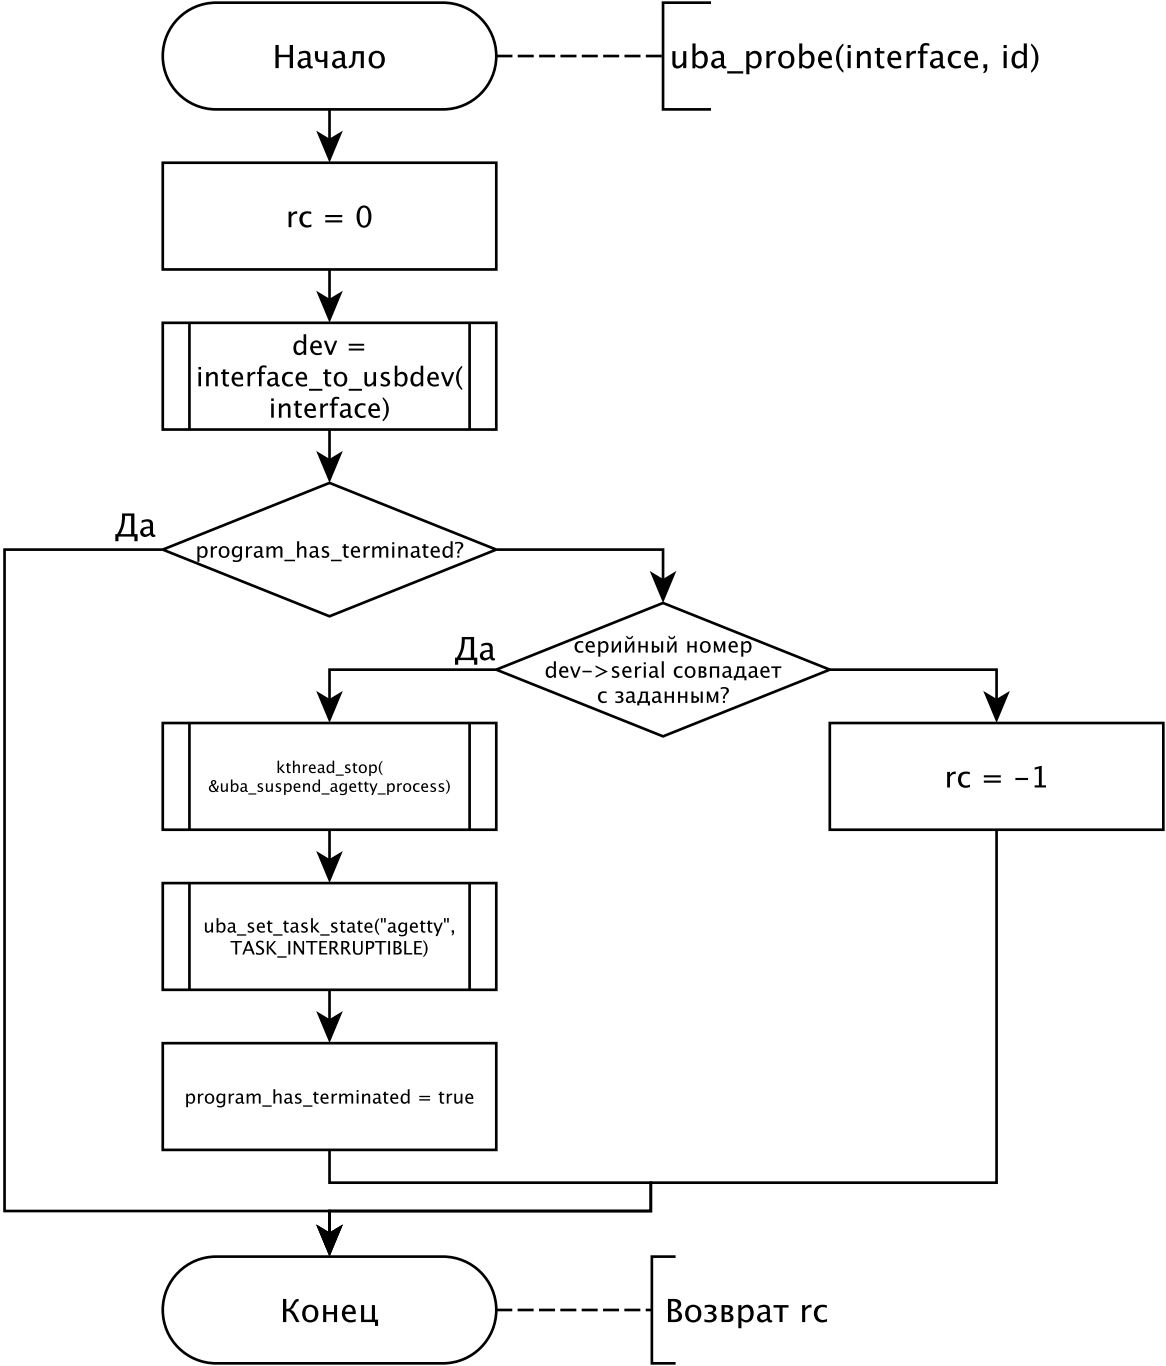 Начало
uba_probe(interface, id)
rc = 0
dev =
interface_to_usbdev(
interface)
Да
program_has_terminated?
Да
серийный номер
dev->serial совпадает
с заданным?
kthread_stop(
&uba_suspend_agetty_process)
rc = -1
uba_set_task_state("agetty",
TASK_INTERRUPTIBLE)
program_has_terminated = true
Конец
Возврат rc